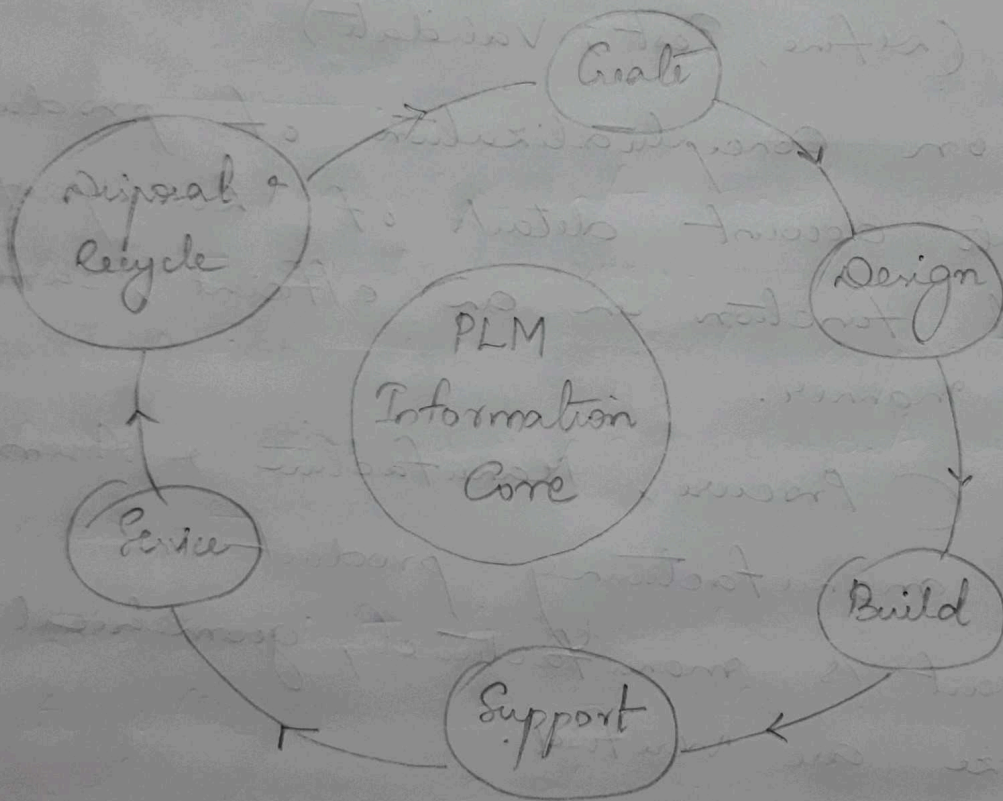 Create
Design
Build
Support
Service
Disposal &
Recycle
PLM
Information
Core